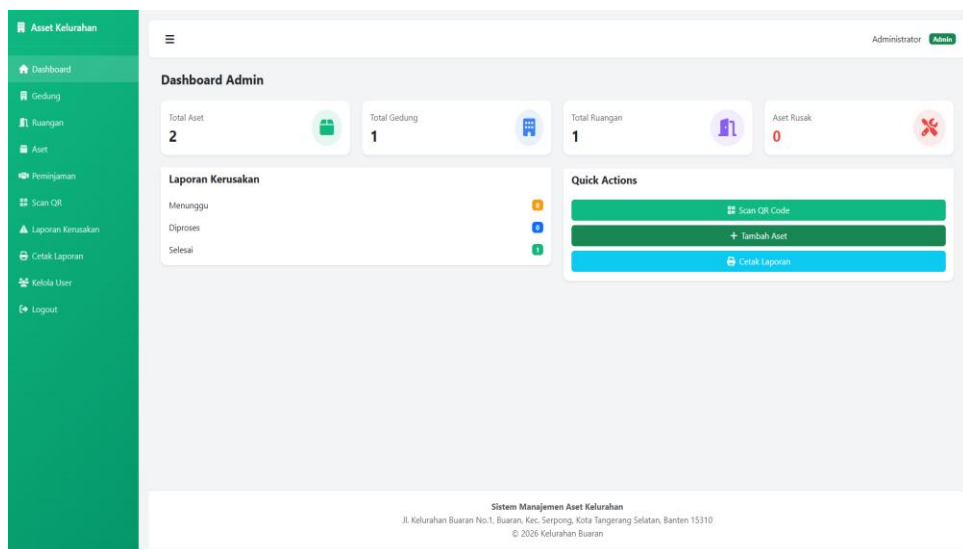 Asset Kelurahan
Dashboard
Gedung
Ruangan
Aset
Peminjaman
Scan QR
Laporan Kerusakan
Cetak Laporan
Kelola User
Logout
Administrator Admin
Dashboard Admin
Total Aset
2
Total Gedung
1
Total Ruangan
1
Aset Rusak
0
Laporan Kerusakan
Menunggu 0
Diproses 0
Selesai 1
Quick Actions
Scan QR Code
+ Tambah Aset
Cetak Laporan
Sistem Manajemen Aset Kelurahan
Jl. Kelurahan Buaran No.1, Buaran, Kec. Serpong, Kota Tangerang Selatan, Banten 15310
© 2026 Kelurahan Buaran